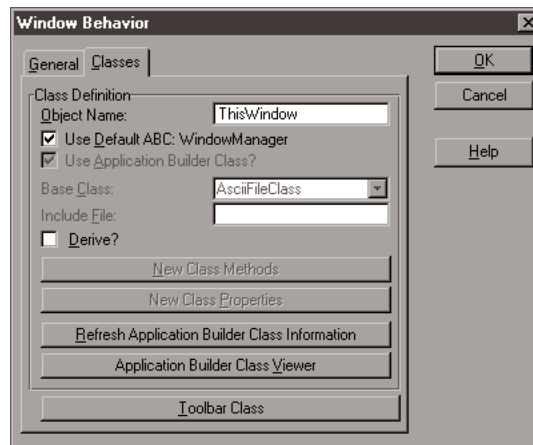 Window Behavior
General Classes
OK
Cancel
Help
Class Definition
Object Name: ThisWindow
Use Default ABC: WindowManager
Use Application Builder Class?
Base Class: AsciiFileClass
Include File:
Derive?
New Class Methods
New Class Properties
Refresh Application Builder Class Information
Application Builder Class Viewer
Toolbar Class